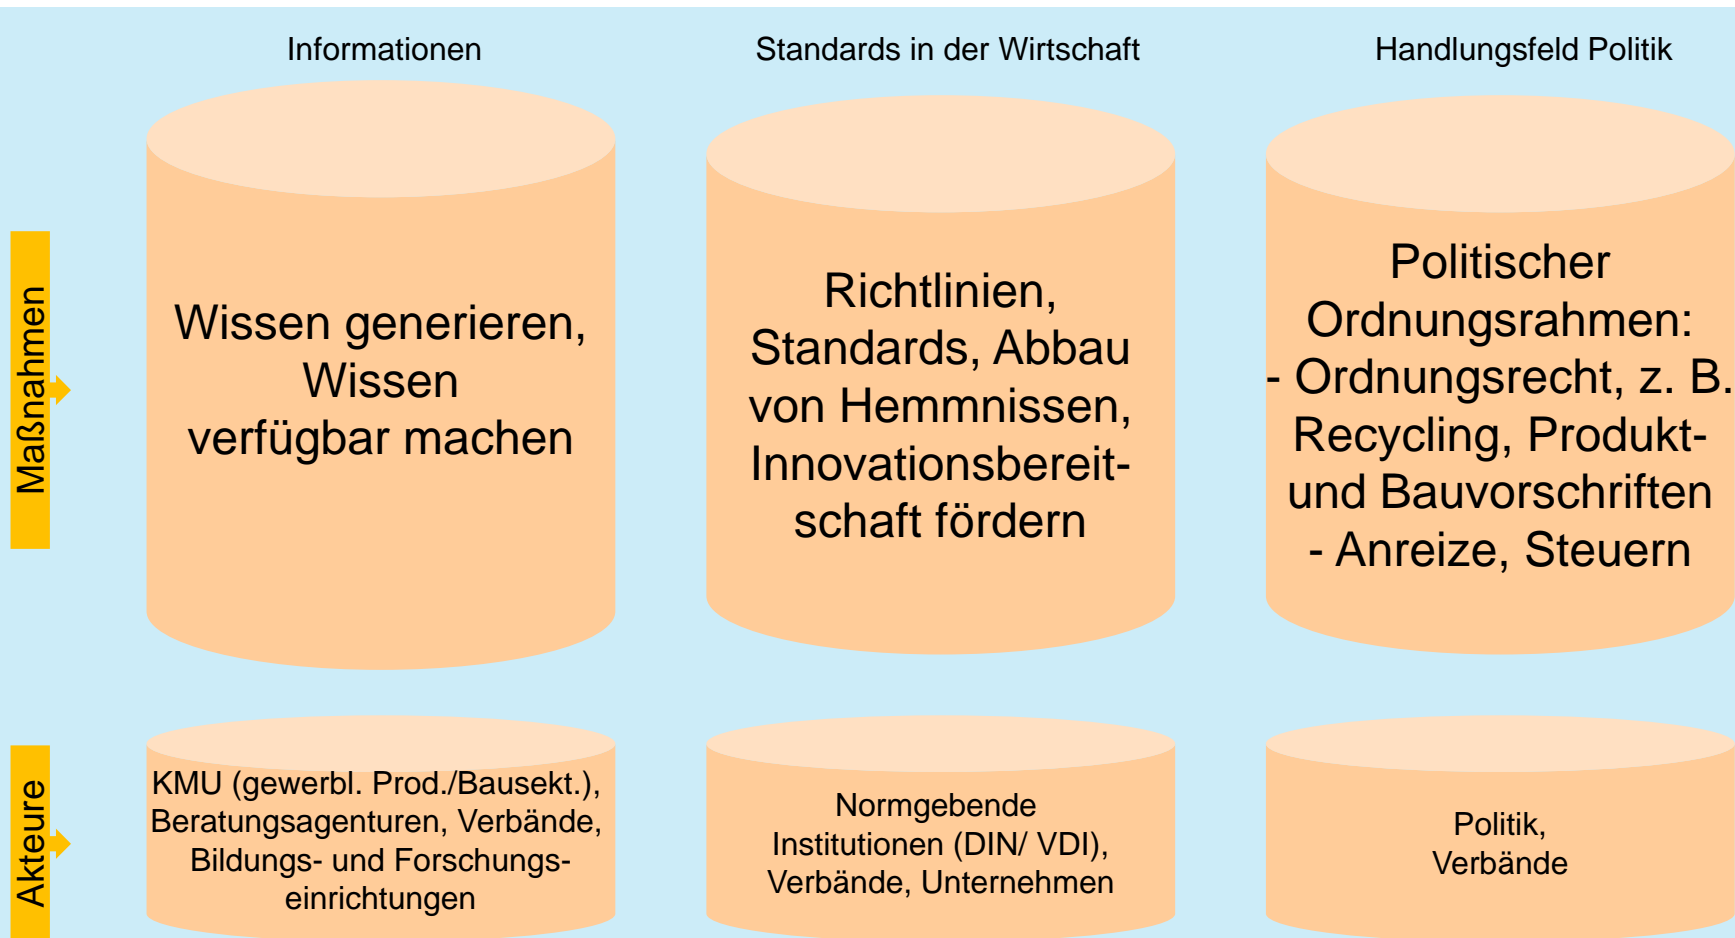 Informationen
Standards in der Wirtschaft
Handlungsfeld Politik
Maßnahmen
Wissen generieren,
Wissen
verfügbar machen
Richtlinien,
Standards, Abbau
von Hemmnissen,
Innovationsbereit-
schaft fördern
Politischer
Ordnungsrahmen:
- Ordnungsrecht, z. B.
Recycling, Produkt-
und Bauvorschriften
- Anreize, Steuern
Akteure
KMU (gewerbl. Prod./Bausekt.),
Beratungsagenturen, Verbände,
Bildungs- und Forschungs-
einrichtungen
Normgebende
Institutionen (DIN/ VDI),
Verbände, Unternehmen
Politik,
Verbände